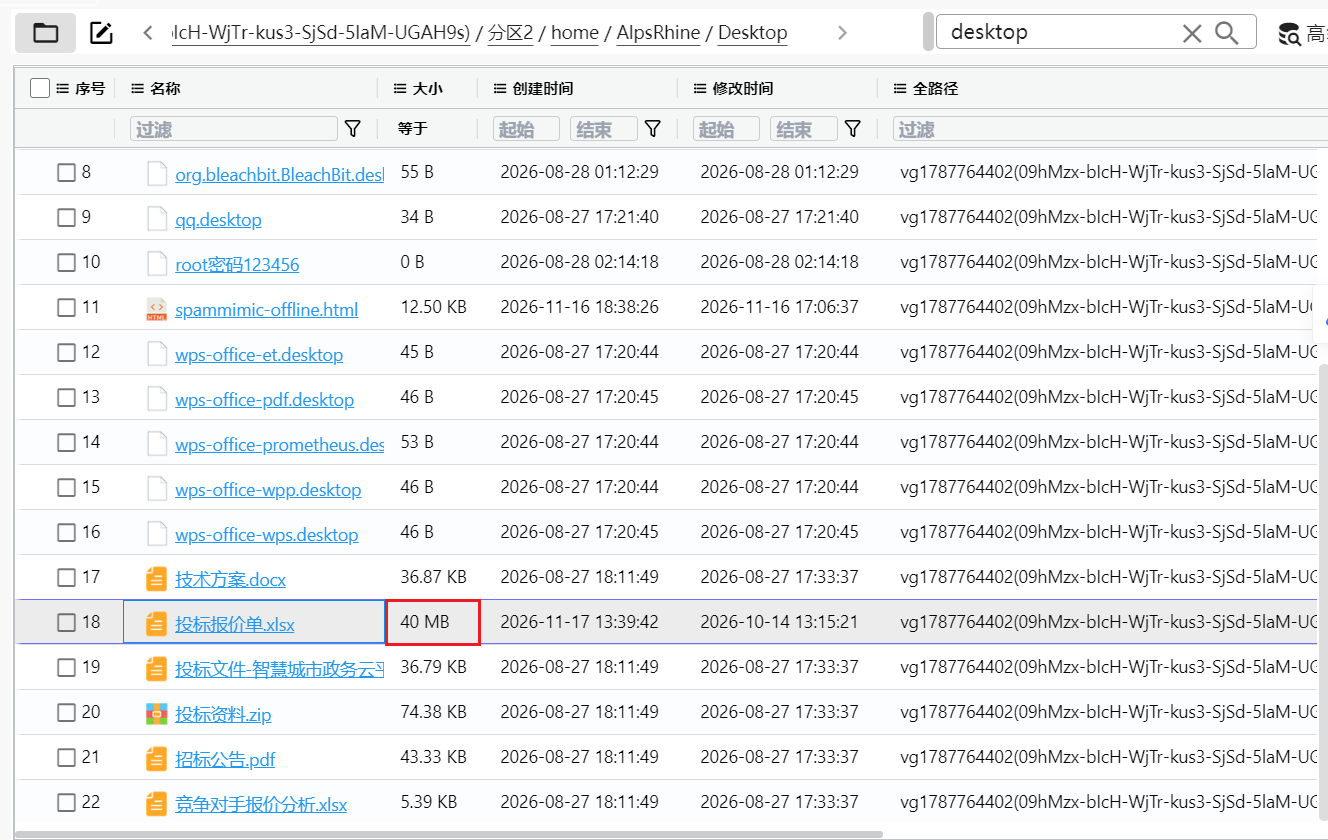 blcH-WjTr-kus3-SjSd-5laM-UGAH9s) / 分区2 / home / AlpsRhine / Desktop desktop 高
序号 名称 大小 创建时间 修改时间 全路径
过滤 等于 起始 结束 起始 结束 过滤
8 org.bleachbit.BleachBit.des 55 B 2026-08-28 01:12:29 2026-08-28 01:12:29 vg1787764402(09hMzx-blcH-WjTr-kus3-SjSd-5laM-UG
9 qq.desktop 34 B 2026-08-27 17:21:40 2026-08-27 17:21:40 vg1787764402(09hMzx-blcH-WjTr-kus3-SjSd-5laM-UG
10 root密码123456 0 B 2026-08-28 02:14:18 2026-08-28 02:14:18 vg1787764402(09hMzx-blcH-WjTr-kus3-SjSd-5laM-UG
11 spammimic-offline.html 12.50 KB 2026-11-16 18:38:26 2026-11-16 17:06:37 vg1787764402(09hMzx-blcH-WjTr-kus3-SjSd-5laM-U
12 wps-office-et.desktop 45 B 2026-08-27 17:20:44 2026-08-27 17:20:44 vg1787764402(09hMzx-blcH-WjTr-kus3-SjSd-5laM-UG
13 wps-office-pdf.desktop 46 B 2026-08-27 17:20:45 2026-08-27 17:20:45 vg1787764402(09hMzx-blcH-WjTr-kus3-SjSd-5laM-UG
14 wps-office-prometheus.des 53 B 2026-08-27 17:20:44 2026-08-27 17:20:44 vg1787764402(09hMzx-blcH-WjTr-kus3-SjSd-5laM-UG
15 wps-office-wpp.desktop 46 B 2026-08-27 17:20:44 2026-08-27 17:20:44 vg1787764402(09hMzx-blcH-WjTr-kus3-SjSd-5laM-UG
16 wps-office-wps.desktop 46 B 2026-08-27 17:20:45 2026-08-27 17:20:45 vg1787764402(09hMzx-blcH-WjTr-kus3-SjSd-5laM-UG
17 技术方案.docx 36.87 KB 2026-08-27 18:11:49 2026-08-27 17:33:37 vg1787764402(09hMzx-blcH-WjTr-kus3-SjSd-5laM-UG
18 投标报价单.xlsx 40 MB 2026-11-17 13:39:42 2026-10-14 13:15:21 vg1787764402(09hMzx-blcH-WjTr-kus3-SjSd-5laM-UG
19 投标文件-智慧城市政务云平 36.79 KB 2026-08-27 18:11:49 2026-08-27 17:33:37 vg1787764402(09hMzx-blcH-WjTr-kus3-SjSd-5laM-UG
20 投标资料.zip 74.38 KB 2026-08-27 18:11:49 2026-08-27 17:33:37 vg1787764402(09hMzx-blcH-WjTr-kus3-SjSd-5laM-UG
21 招标公告.pdf 43.33 KB 2026-08-27 18:11:49 2026-08-27 17:33:37 vg1787764402(09hMzx-blcH-WjTr-kus3-SjSd-5laM-UG
22 竞争对手报价分析.xlsx 5.39 KB 2026-08-27 18:11:49 2026-08-27 17:33:37 vg1787764402(09hMzx-blcH-WjTr-kus3-SjSd-5laM-UG